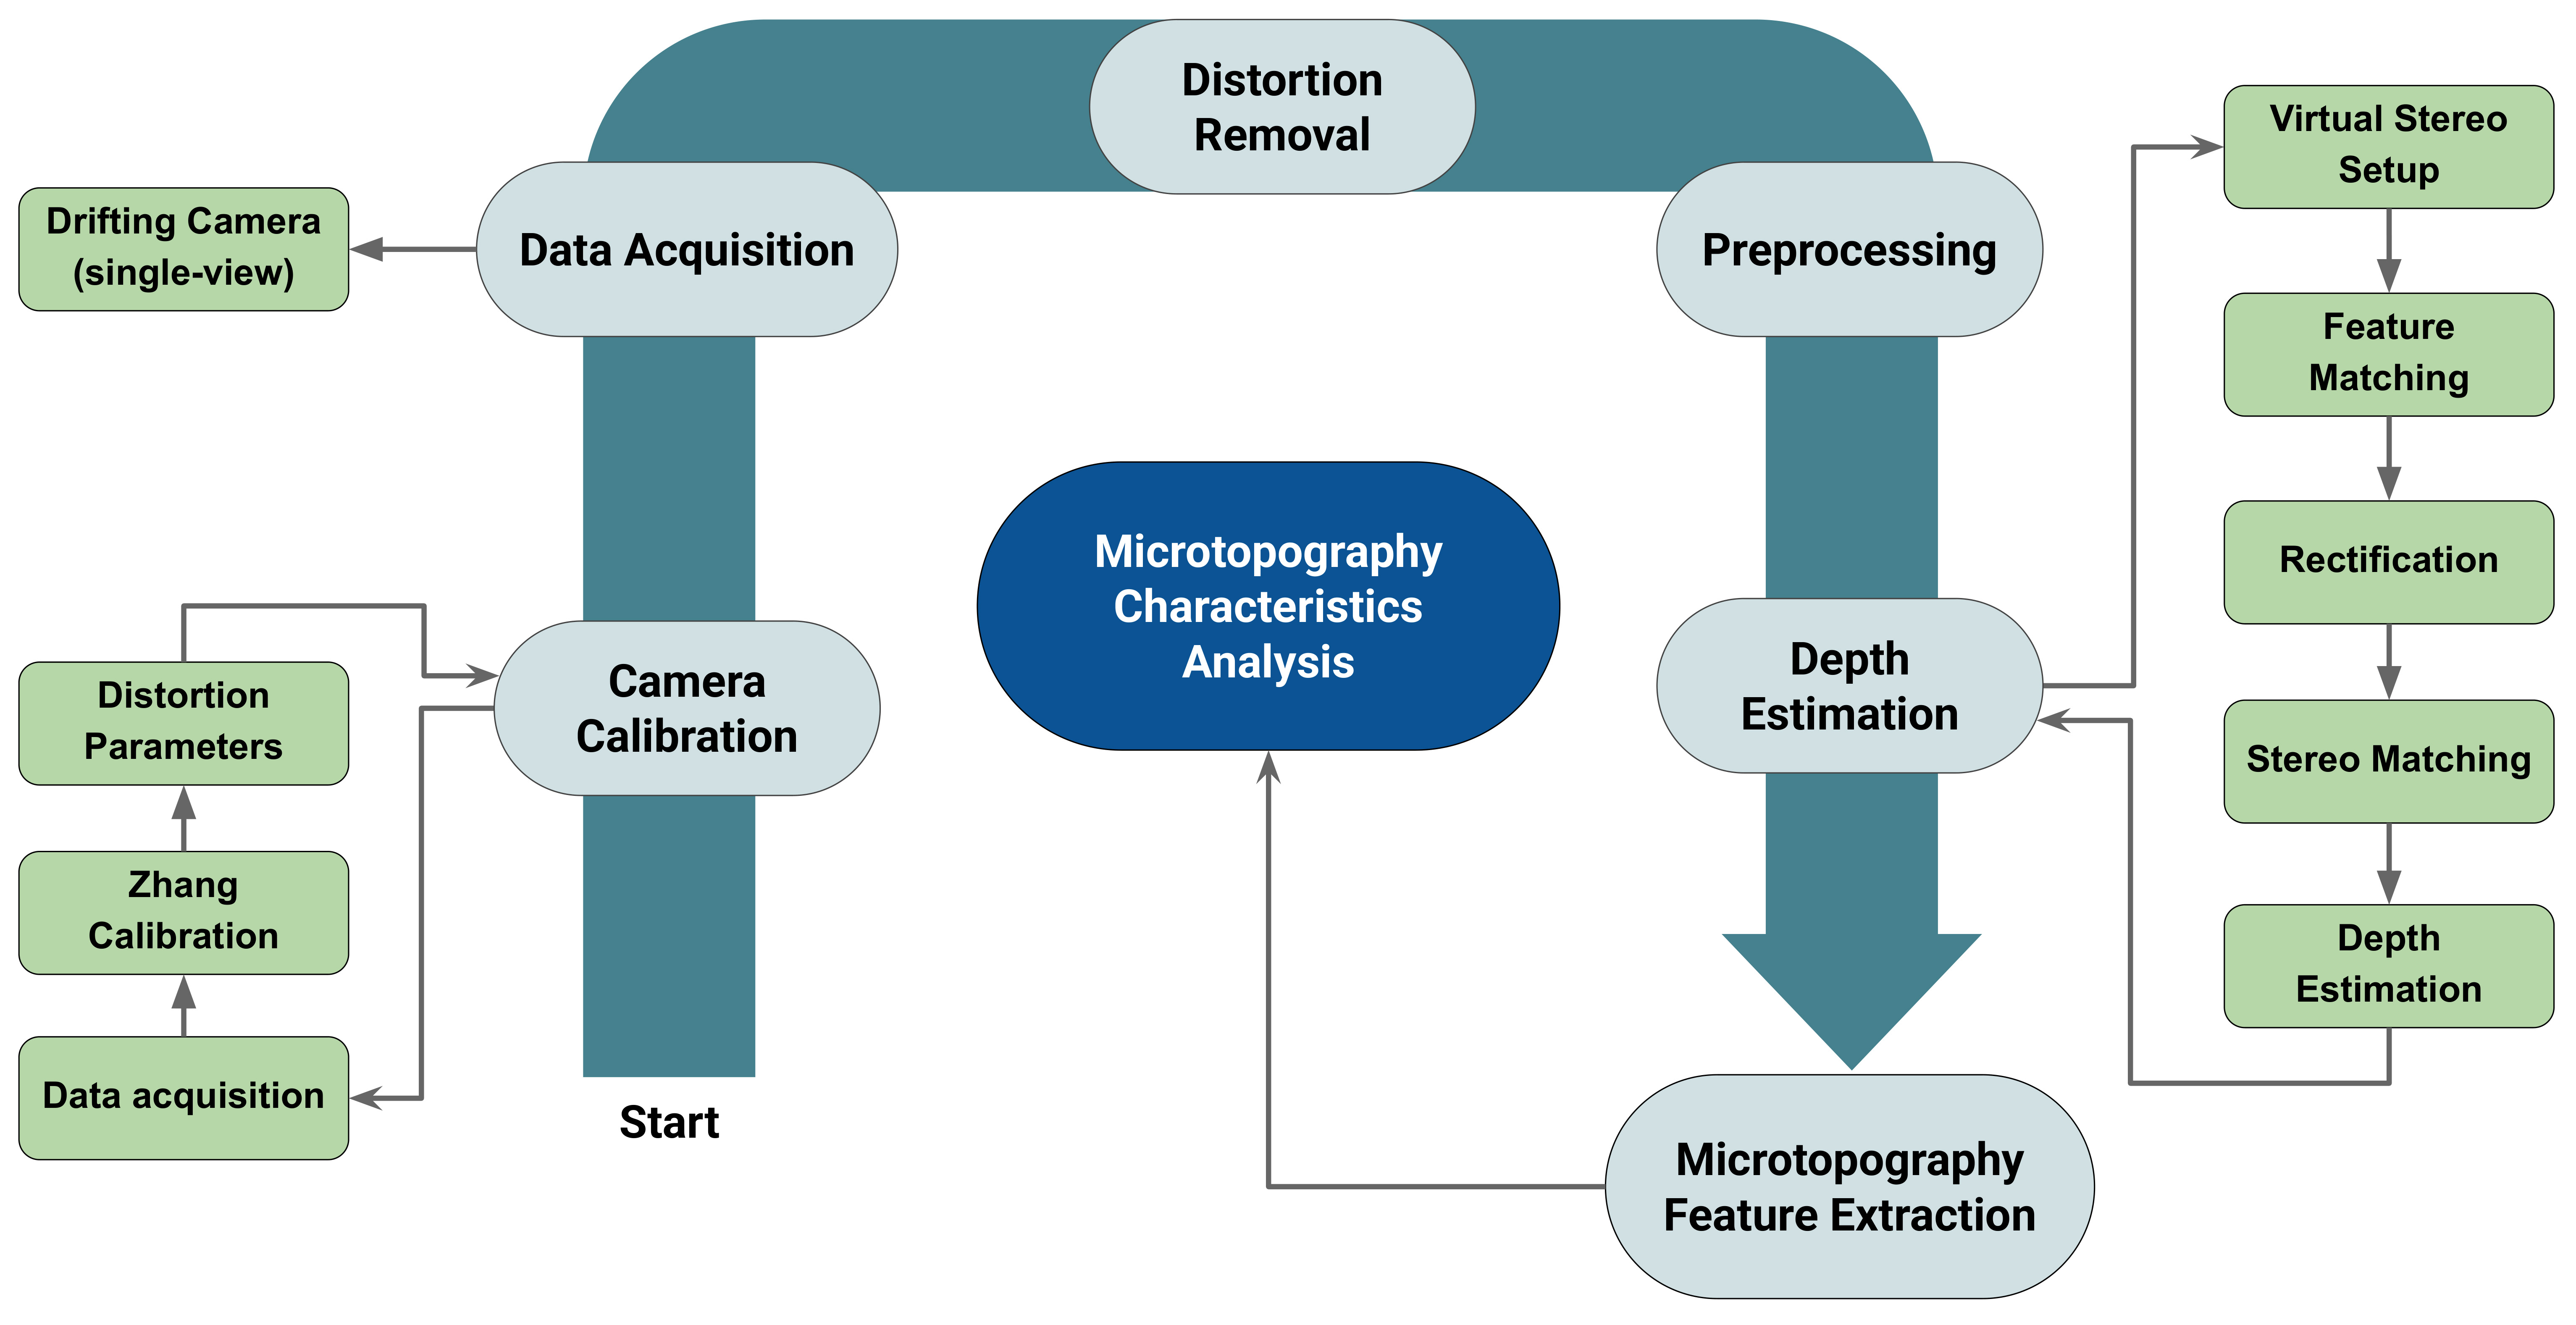 Distortion
Removal
Data Acquisition
Preprocessing
Drifting Camera
(single-view)
Virtual Stereo
Setup
Feature
Matching
Rectification
Stereo Matching
Depth
Estimation
Microtopography
Characteristics
Analysis
Depth
Estimation
Camera
Calibration
Distortion
Parameters
Zhang
Calibration
Data acquisition
Start
Microtopography
Feature Extraction